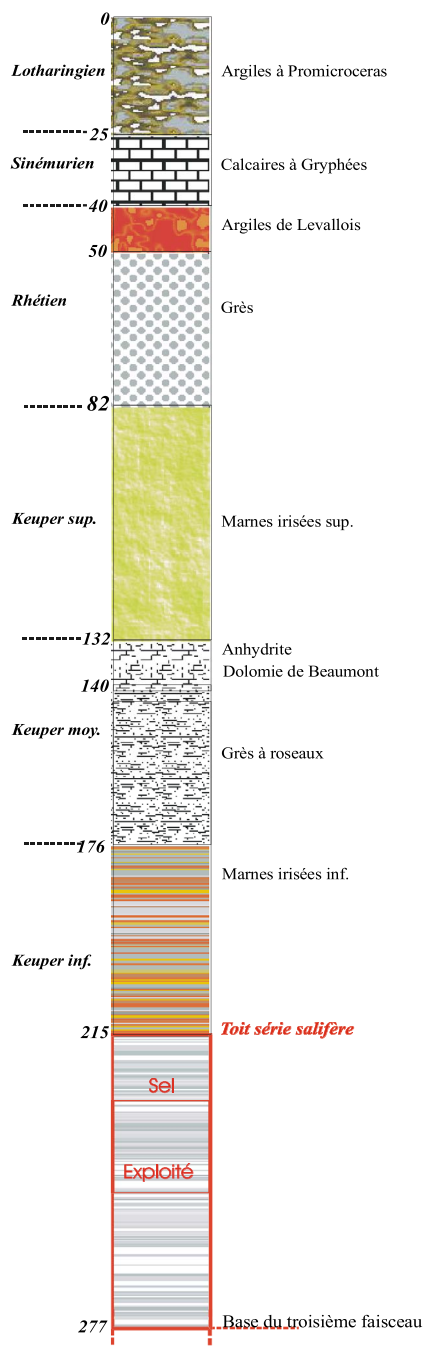 0
Lotharingien Argiles à Promicroceras
25
Sinémurien Calcaires à Gryphées
40
Argiles de Levallois
50
Rhétien Grès
82
Keuper sup. Marnes irisées sup.
132
Anhydrite
Dolomie de Beaumont
140
Keuper moy.
Grès à roseaux
176
Marnes irisées inf.
Keuper inf.
215 Toit série salifère
Sel
Exploité
277 Base du troisième faisceau